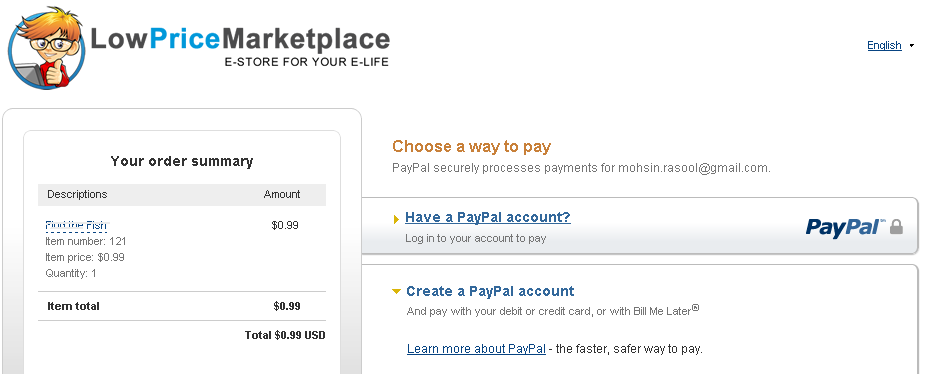 LowPriceMarketplace
E-STORE FOR YOUR E-LIFE
English
Your order summary
Descriptions Amount
Find the Fish $0.99
Item number: 121
Item price: $0.99
Quantity: 1
Item total $0.99
Total $0.99 USD
Choose a way to pay
PayPal securely processes payments for mohsin.rasool@gmail.com.
Have a PayPal account?
Log in to your account to pay
PayPal™
Create a PayPal account
And pay with your debit or credit card, or with Bill Me Later®
Learn more about PayPal - the faster, safer way to pay.